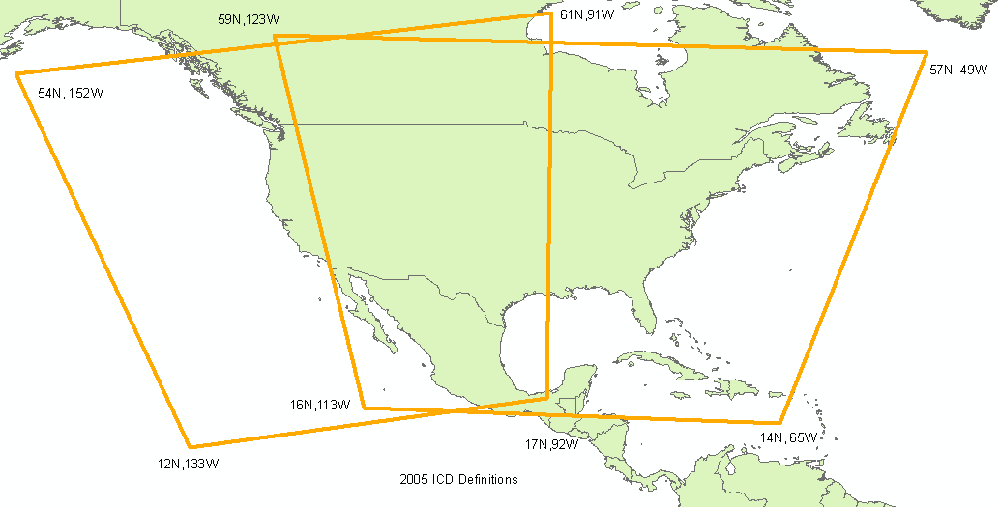 61N,91W
59N,123W
57N, 49W
54N, 152W
16N,113W
14N, 65W
17N,92W
12N,133W
2005 ICD Definitions